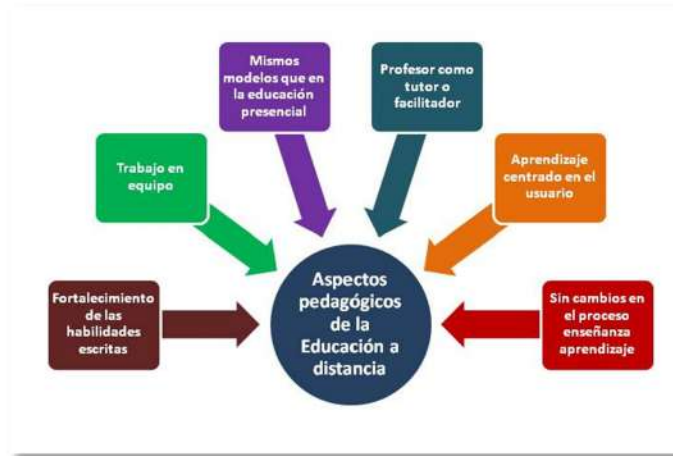 Mismos
modelos que en
la educación
presencial
Profesor como
tutor o
facilitador
Trabajo en
equipo
Aprendizaje
centrado en el
usuario
Fortalecimiento
de las
habilidades
escritas
Aspectos
pedagógicos
de la
Educación a
distancia
Sin cambios en
el proceso
enseñanza
aprendizaje